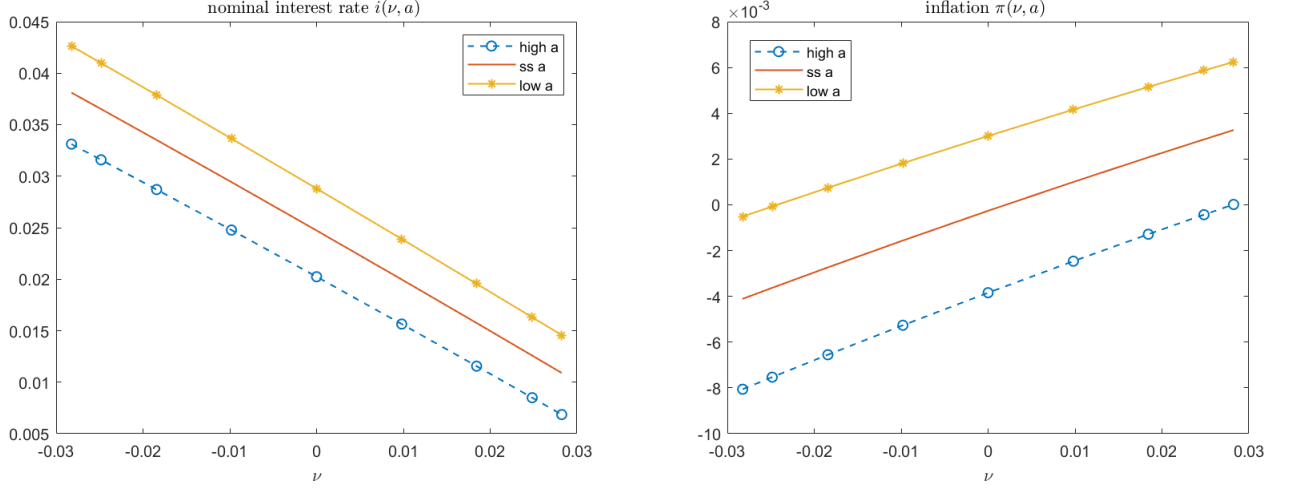 nominal interest rate i(ν, a)
0.045
0.04
0.035
0.03
0.025
0.02
0.015
0.01
0.005
-0.03 -0.02 -0.01 0 0.01 0.02 0.03
ν
high a
ss a
low a
inflation π(ν, a)
×10⁻³
8
6
4
2
0
-2
-4
-6
-8
-10
-0.03 -0.02 -0.01 0 0.01 0.02 0.03
ν
high a
ss a
low a